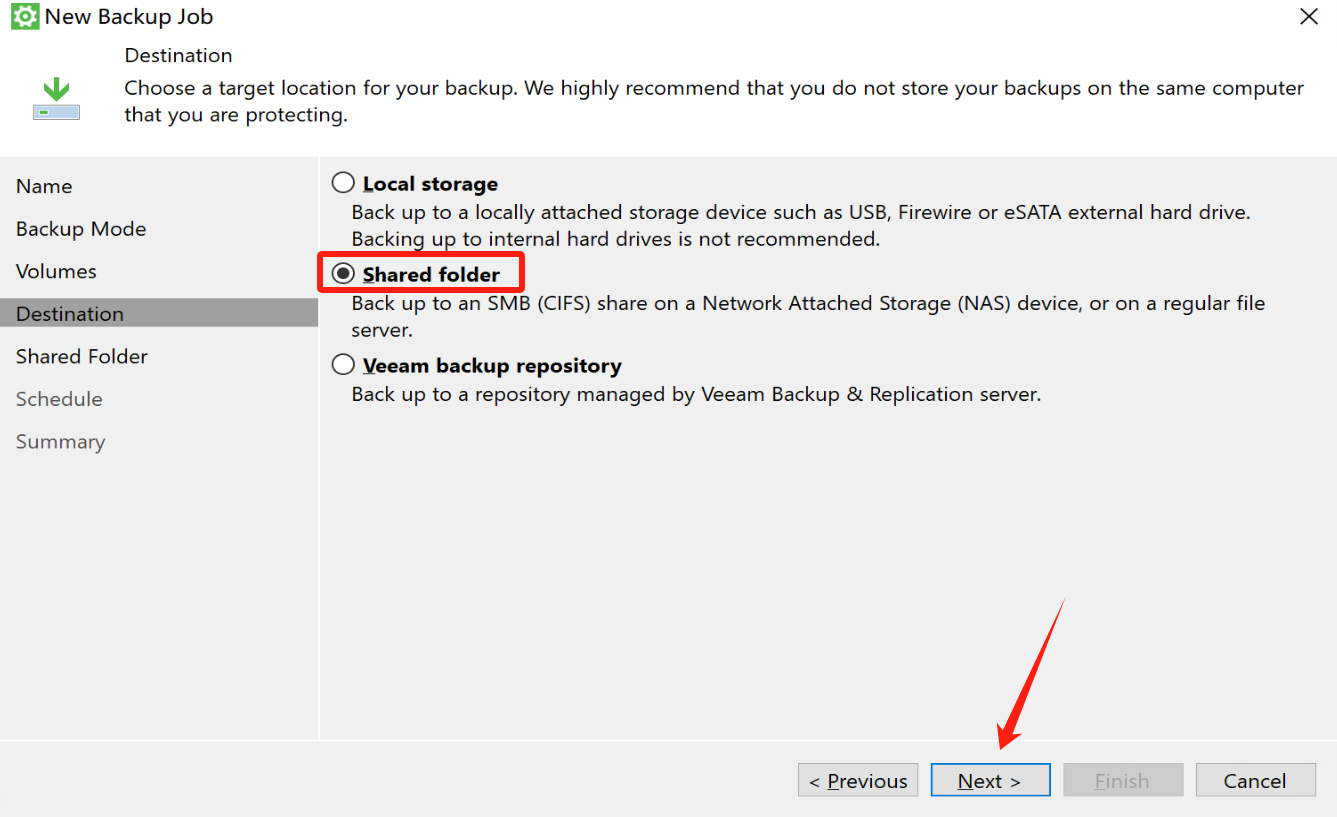 New Backup Job
Destination
Choose a target location for your backup. We highly recommend that you do not store your backups on the same computer
that you are protecting.
Name
Backup Mode
Volumes
Destination
Shared Folder
Schedule
Summary
Local storage
Back up to a locally attached storage device such as USB, Firewire or eSATA external hard drive.
Backing up to internal hard drives is not recommended.
Shared folder
Back up to an SMB (CIFS) share on a Network Attached Storage (NAS) device, or on a regular file
server.
Veeam backup repository
Back up to a repository managed by Veeam Backup & Replication server.
< Previous Next > Finish Cancel